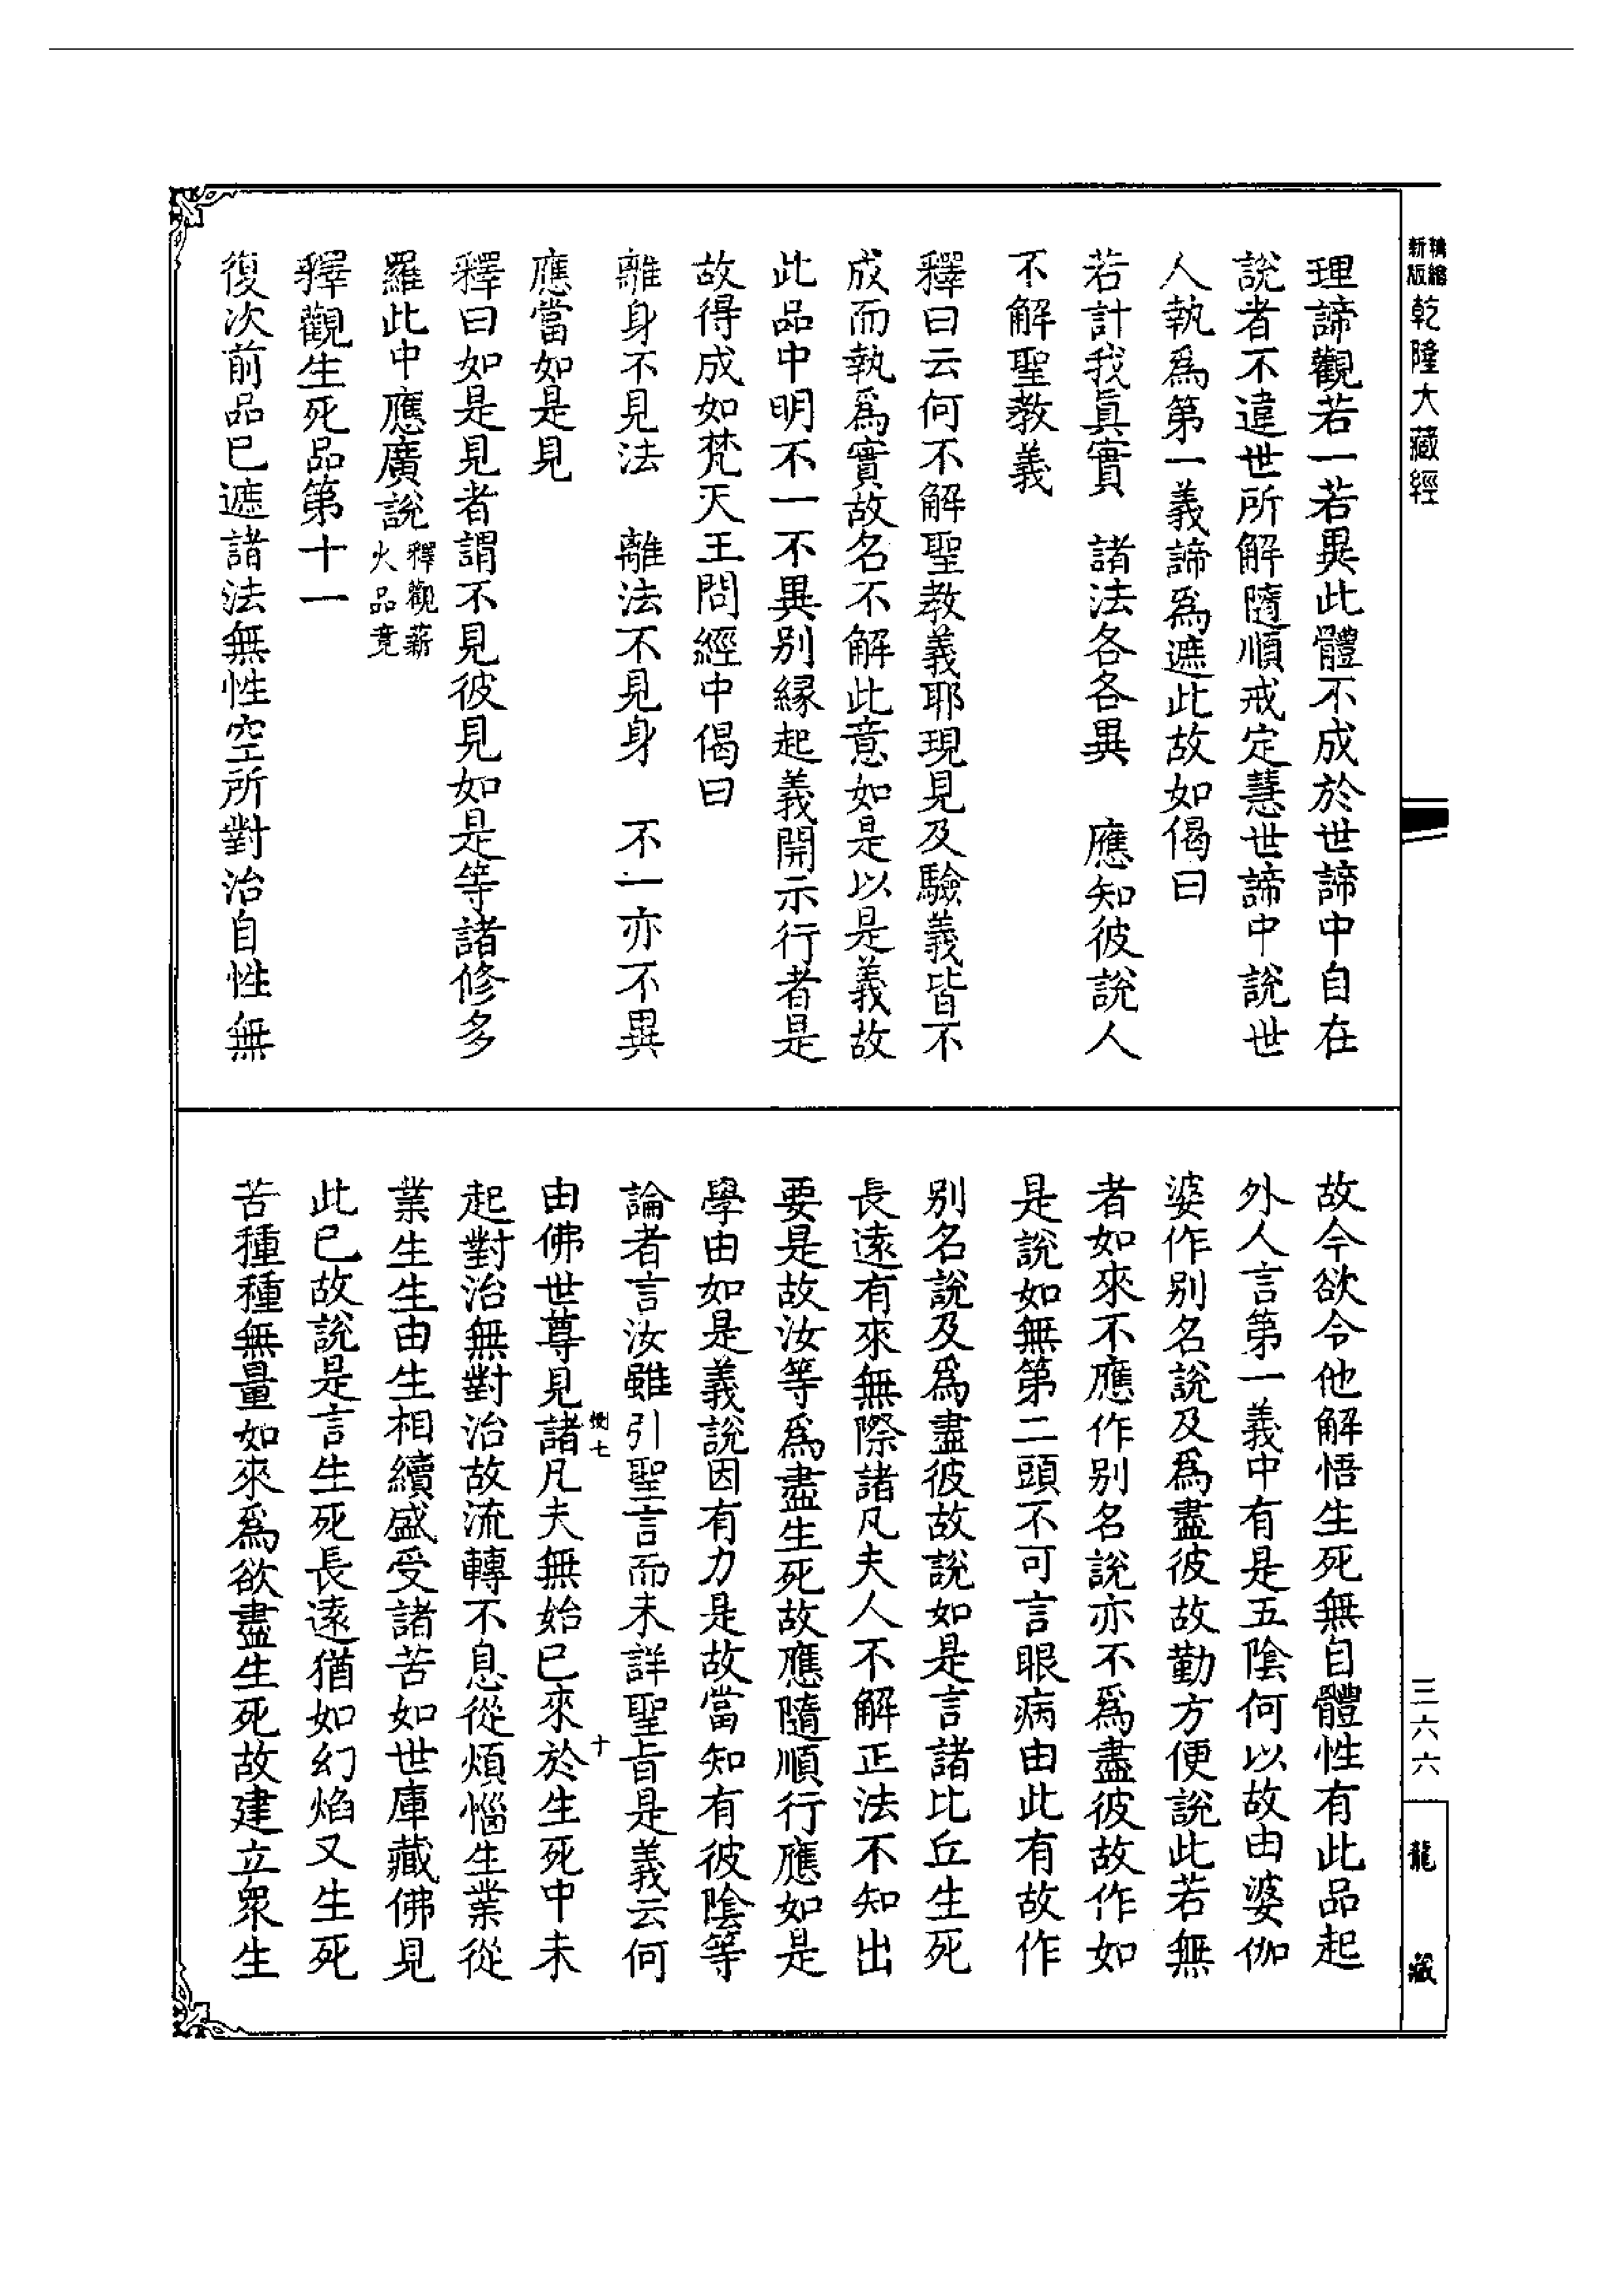 新版精縮
乾隆大藏經
理諦觀若一若異此體不成於世諦中自在
說者不違世所解隨順戒定慧世諦中說世
人執爲第一義諦爲遮此故如偈曰
若計我真實　諸法各各異　應知彼說人
不解聖教義
釋曰云何不解聖教義耶現見及驗義皆不
成而執爲實故名不解此意如是以是義故
此品中明不一不異别緣起義開示行者是
故得成如梵天王問經中偈曰
離身不見法　離法不見身　不一亦不異
應當如是見
釋曰如是見者謂不見彼見如是等諸修多
羅此中應廣說釋觀薪火品竟
釋觀生死品第十一
復次前品已遮諸法無性空所對治自性無
故今欲令他解悟生死無自體性有此品起
外人言第一義中有是五陰何以故由婆伽
婆作别名說及爲盡彼故勤方便說此若無
者如來不應作别名說亦不爲盡彼故作如
是說如無第二頭不可言眼病由此有故作
别名說及爲盡彼故說如是言諸比丘生死
長遠有來無際諸凡夫人不解正法不知出
要是故汝等爲盡生死故應隨順行應如是
學由如是義說因有力是故當知有彼陰等
論者言汝雖引聖言而未詳聖旨是義云何
由佛世尊見諸凡夫無始已來於生死中未
七
十
起對治無對治故流轉不息從煩惱生業從
業生生由生相續盛受諸苦如世庫藏佛見
此已故說是言生死長遠猶如幻焰又生死
苦種種無量如來爲欲盡生死故建立衆生
三六六
龍藏